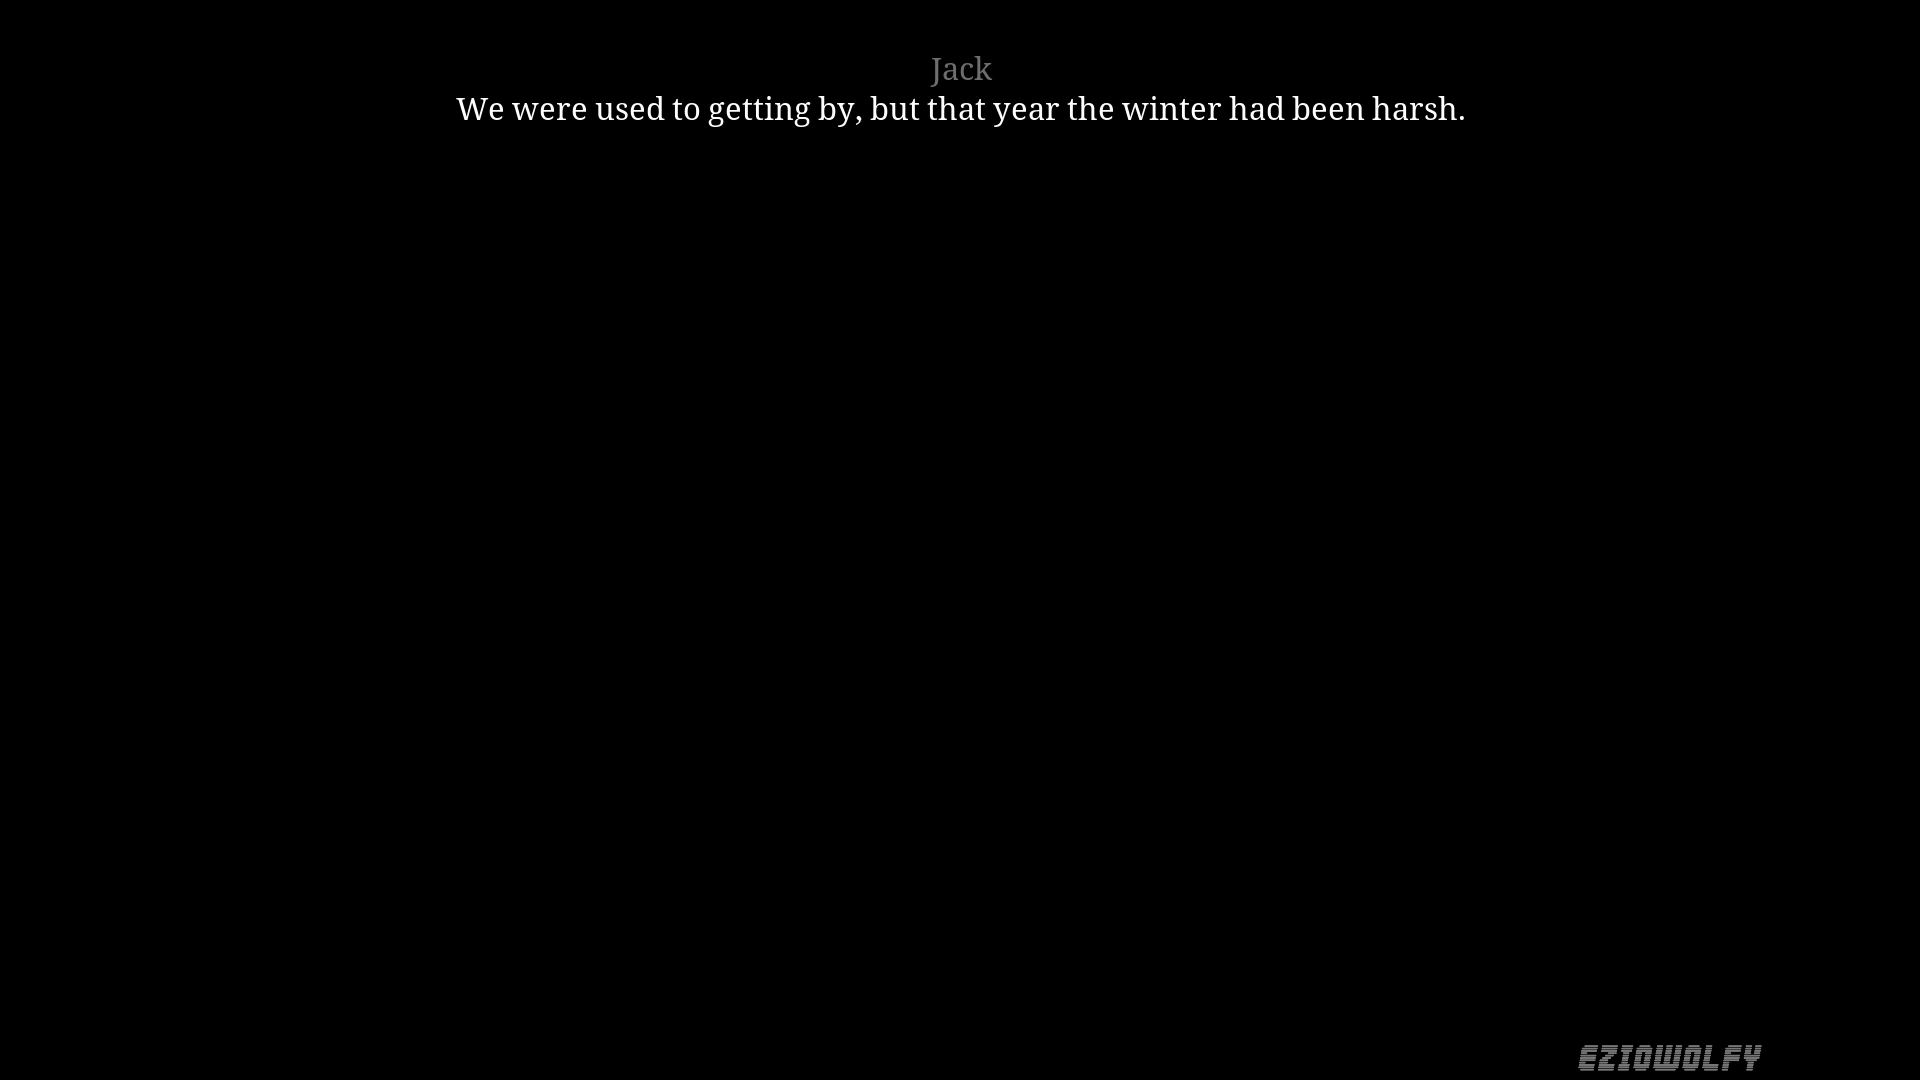 Jack
We were used to getting by, but that year the winter had been harsh.
EZIOWOLFY